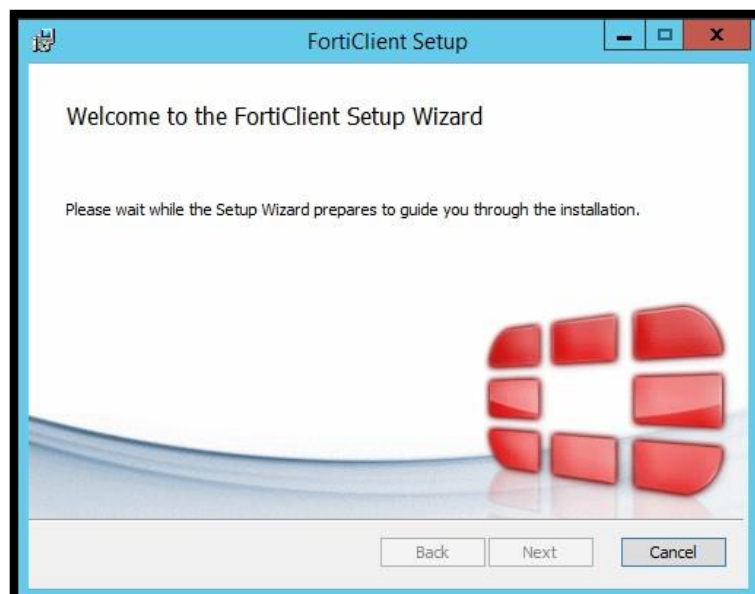 FortiClient Setup
Welcome to the FortiClient Setup Wizard
Please wait while the Setup Wizard prepares to guide you through the installation.
Back Next Cancel